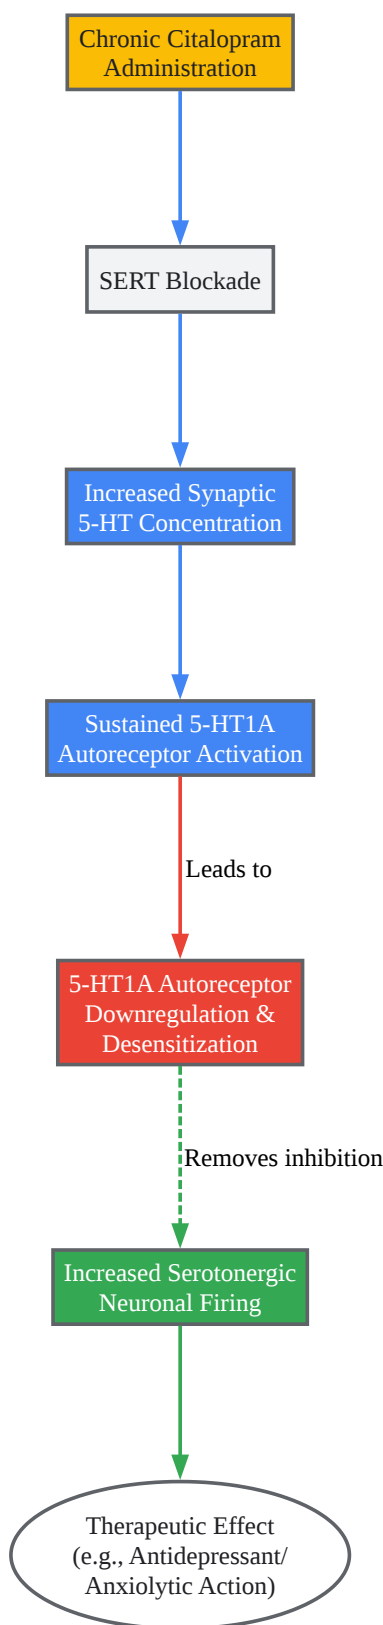 Chronic Citalopram
Administration
SERT Blockade
Increased Synaptic
5-HT Concentration
Sustained 5-HT1A
Autoreceptor Activation
Leads to
5-HT1A Autoreceptor
Downregulation &
Desensitization
Removes inhibition
Increased Serotonergic
Neuronal Firing
Therapeutic Effect
(e.g., Antidepressant/
Anxiolytic Action)